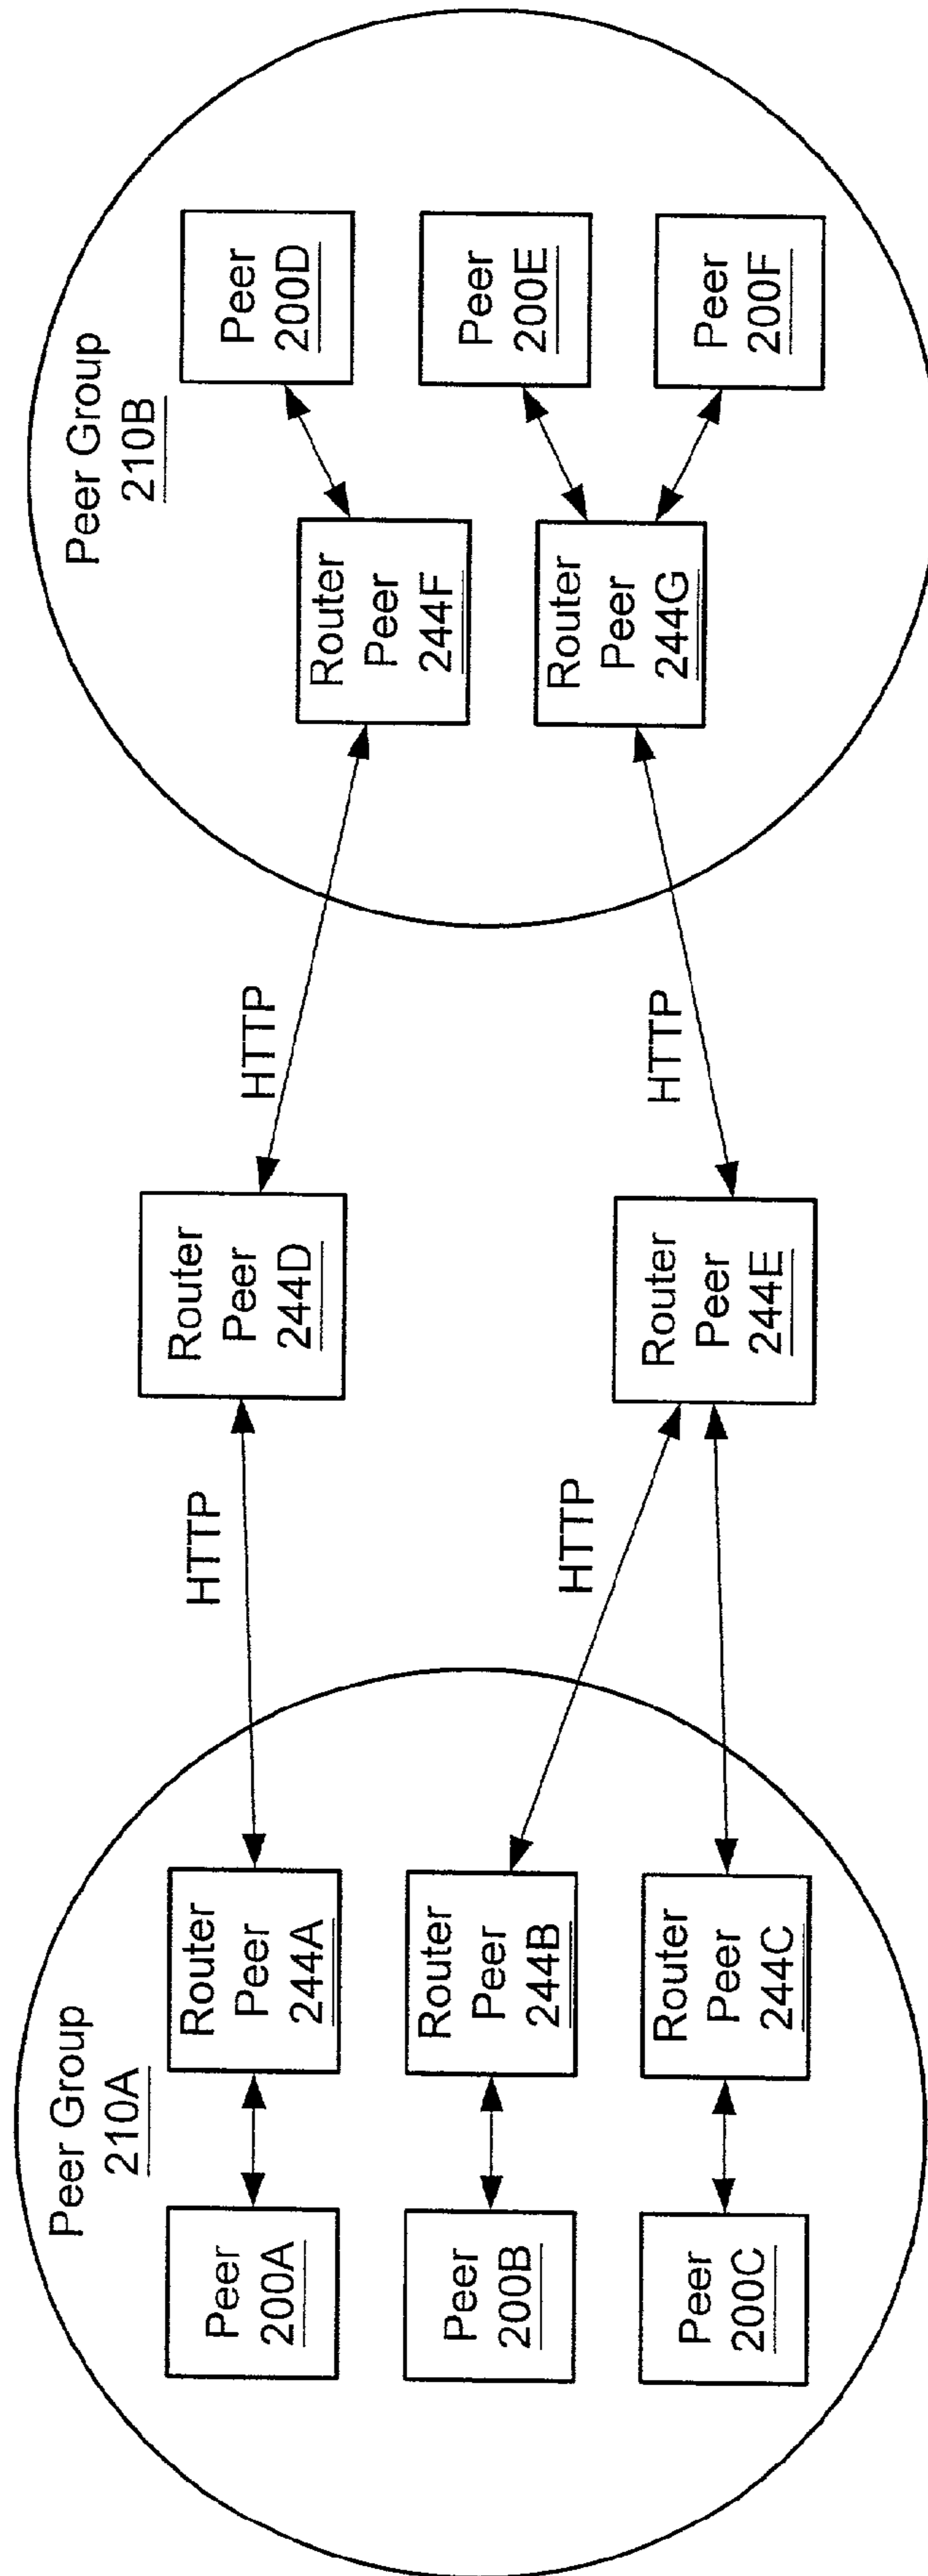 Peer Group
210A
Peer
200A
Router
Peer
244A
Peer
200B
Router
Peer
244B
Peer
200C
Router
Peer
244C
HTTP
HTTP
Router
Peer
244D
Router
Peer
244E
HTTP
HTTP
Peer Group
210B
Router
Peer
244F
Peer
200D
Router
Peer
244G
Peer
200E
Peer
200F